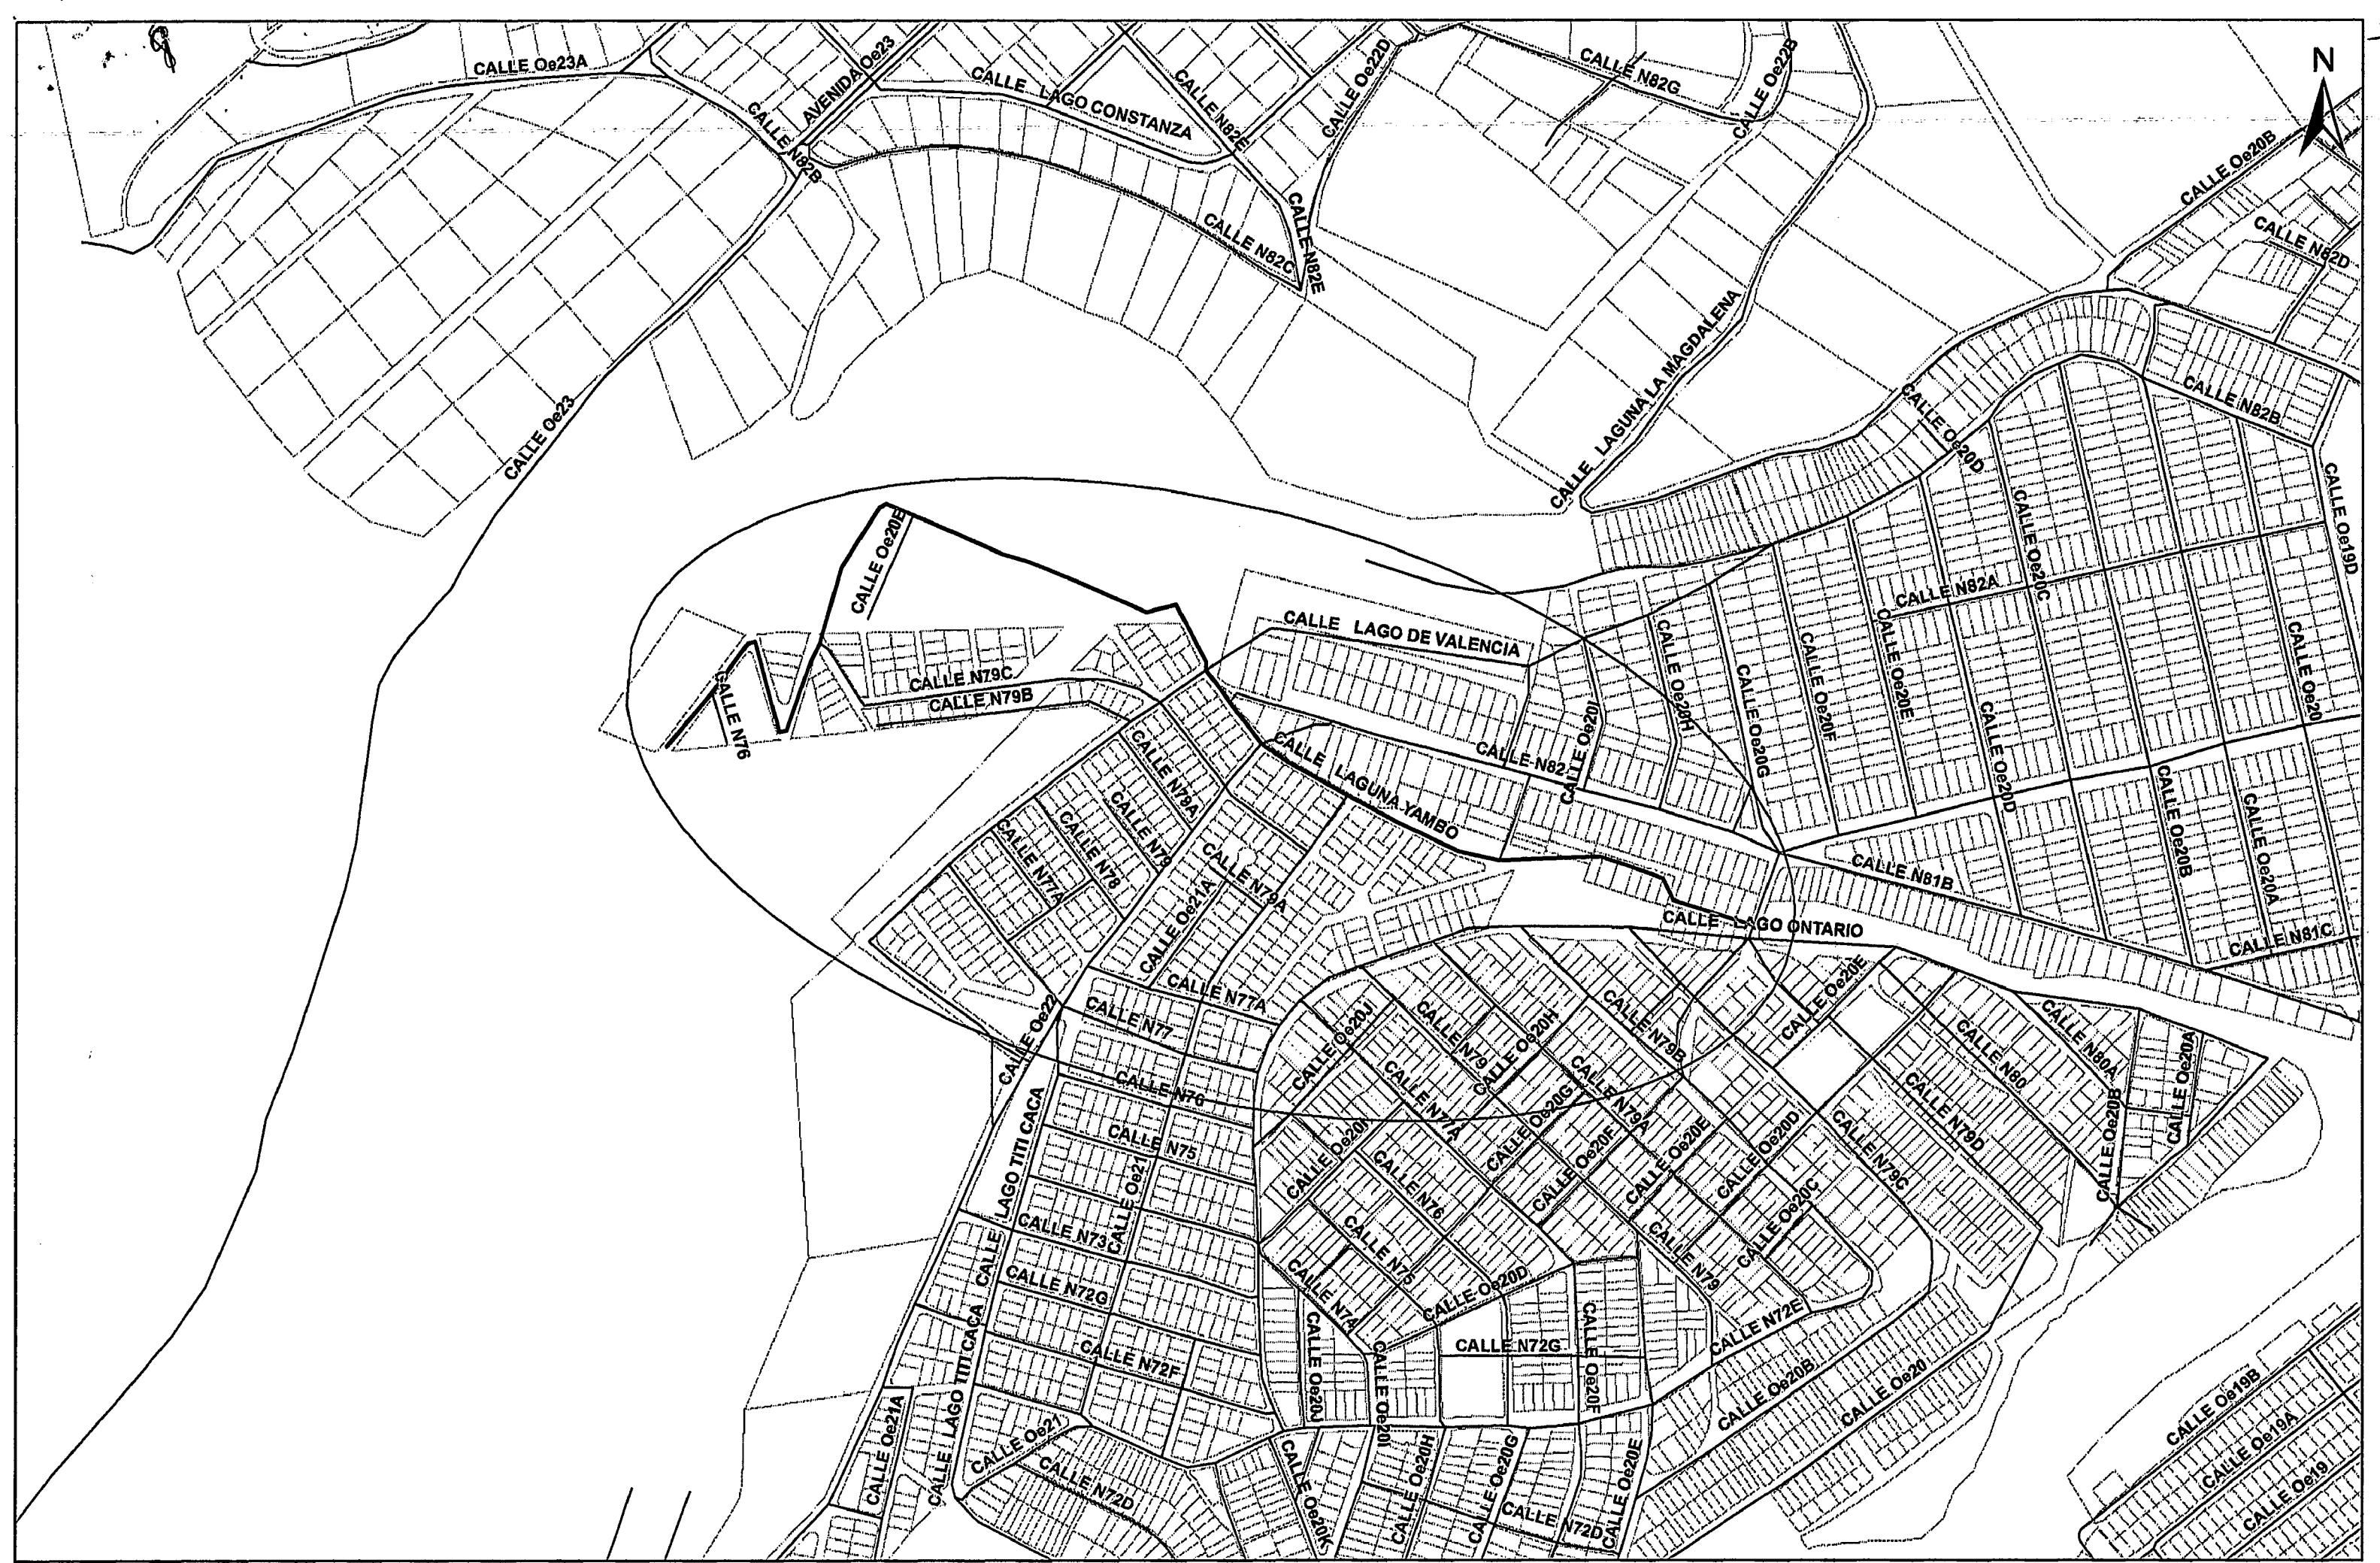 N
CALLE Oe23A
AVENIDA Oe23
CALLE N82B
CALLE LAGO CONSTANZA
CALLE N82E
CALLE Oe22D
CALLE N82G
CALLE Oe22B
CALLE Oe20B
CALLE N82D
CALLE N82C
CALLE N82E
CALLE LAGUNA LA MAGDALENA
CALLE Oe23
CALLE Oe20D
CALLE N82B
CALLE Oe19D
CALLE Oe20C
CALLE Oe20E
CALLE N82A
CALLE LAGO DE VALENCIA
CALLE Oe20H
CALLE Oe20G
CALLE Oe20F
CALLE Oe20E
CALLE Oe20
CALLE N79C
CALLE N79B
CALLE N76
CALLE Oe20D
CALLE N82
CALLE Oe20I
CALLE LAGUNA YAMBO
CALLE N79A
CALLE N79
CALLE N78
CALLE N77A
CALLE N79A
CALLE Oe21A
CALLE Oe20B
CALLE Oe20A
CALLE N81B
CALLE N81C
CALLE LAGO ONTARIO
CALLE N77A
CALLE N77
CALLE Oe22
CALLE Oe20J
CALLE N79
CALLE Oe20H
CALLE N79B
CALLE Oe20E
CALLE N80
CALLE N80A
CALLE Oe20A
CALLE Oe20B
CALLE N76
CALLE N77A
CALLE Oe20G
CALLE N79A
CALLE N79D
CALLE N79C
CALLE N75
CALLE Oe21
CALLE LAGO TITI CACA
CALLE N73
CALLE N76
CALLE Oe20F
CALLE Oe20E
CALLE Oe20D
CALLE Oe20C
CALLE N75
CALLE N79
CALLE N74
CALLE Oe20D
CALLE N72G
CALLE N72F
CALLE N72G
CALLE N72E
CALLE Oe20J
CALLE Oe20I
CALLE Oe20F
CALLE Oe20B
CALLE Oe20
CALLE LAGO TITI CACA
CALLE Oe21A
CALLE Oe21
CALLE N72D
CALLE Oe20K
CALLE Oe20H
CALLE Oe20G
CALLE N72D
CALLE Oe20E
CALLE Oe19B
CALLE Oe19A
CALLE Oe19